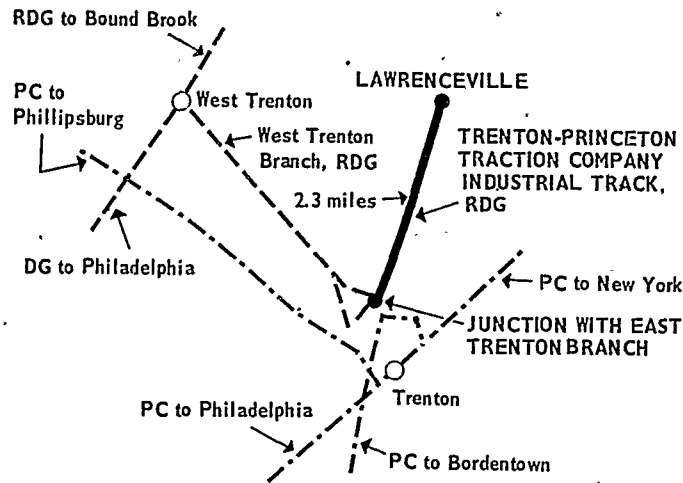 RDG to Bound Brook
PC to
Phillipsburg
West Trenton
LAWRENCEVILLE
West Trenton
Branch, RDG
TRENTON-PRINCETON
TRACTION COMPANY
INDUSTRIAL TRACK,
RDG
2.3 miles
DG to Philadelphia
PC to New York
JUNCTION WITH EAST
TRENTON BRANCH
Trenton
PC to Philadelphia
PC to Bordentown